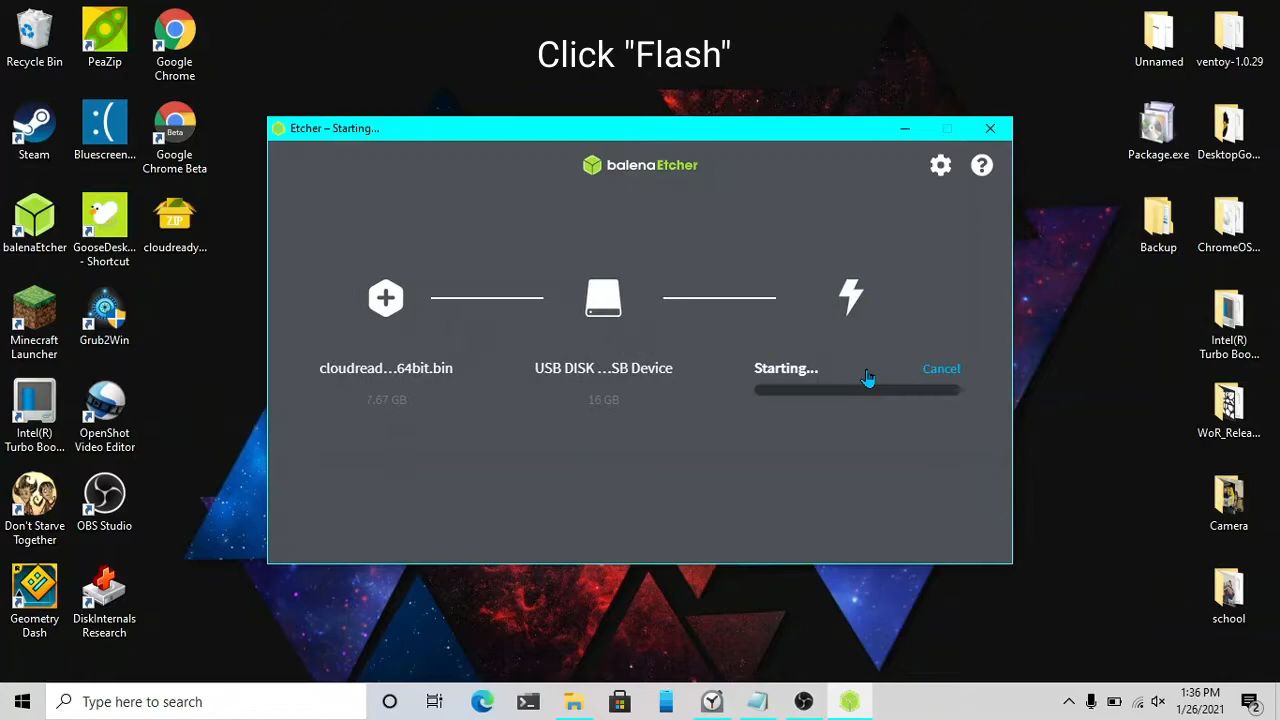 Click "Flash"
Recycle Bin
PeaZip
Google
Chrome
Steam
Bluescreen...
Beta
Google
Chrome Beta
balenaEtcher
GooseDesk...
- Shortcut
ZIP
cloudready...
Minecraft
Launcher
Grub2Win
Intel(R)
Turbo Boo...
OpenShot
Video Editor
Don't Starve
Together
OBS Studio
Geometry
Dash
DiskInternals
Research
Etcher – Starting...
balenaEtcher
cloudread...64bit.bin
7.67 GB
USB DISK ...SB Device
16 GB
Starting...
Cancel
Unnamed
ventoy-1.0.29
Package.exe
DesktopGo...
Backup
ChromeOS...
Intel(R)
Turbo Boo...
WoR_Relea...
Camera
school
Type here to search
1:36 PM
1/26/2021
2